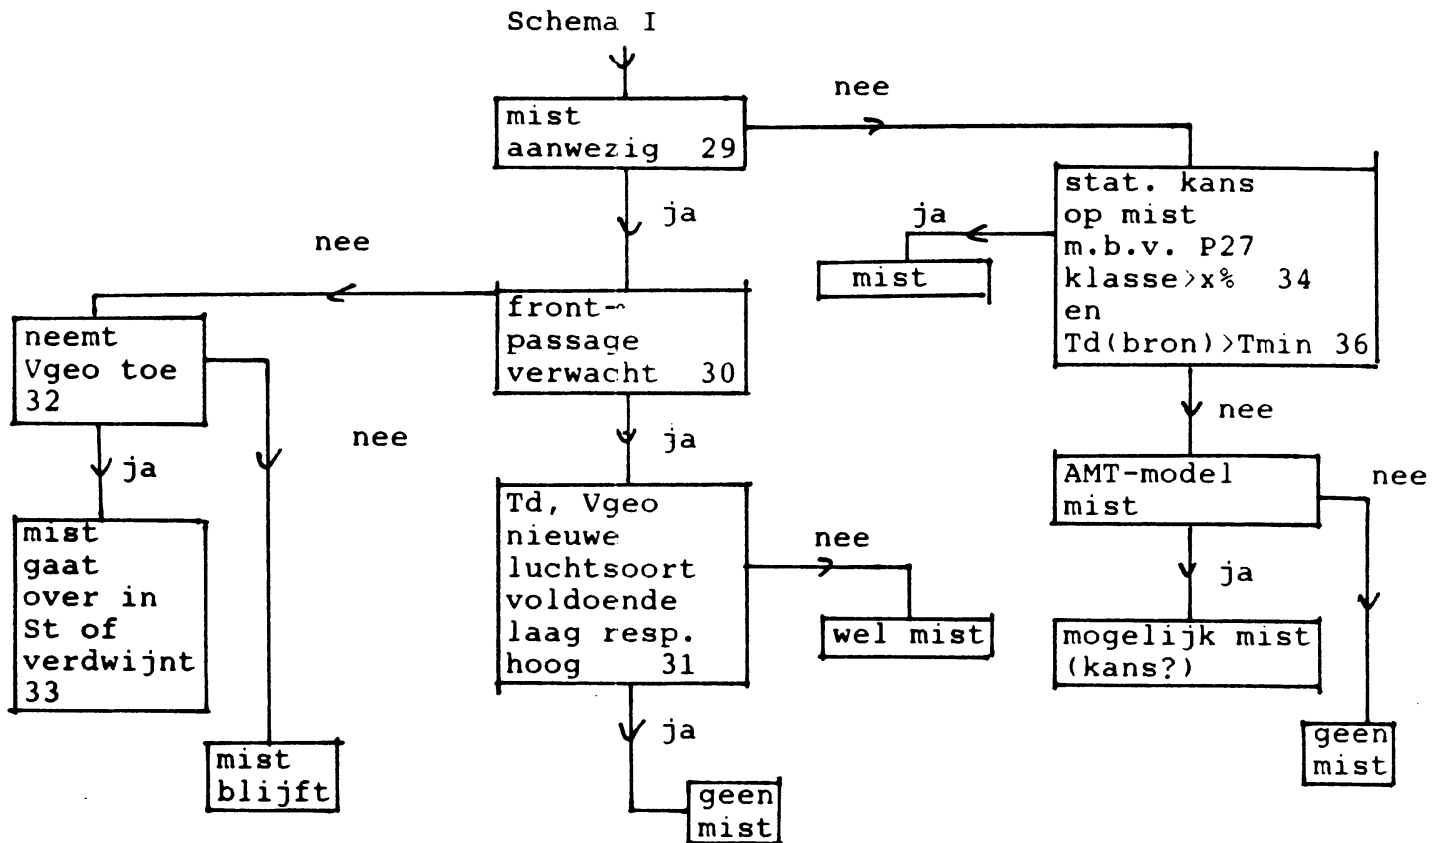 Schema I
nee
mist
aanwezig 29
ja
stat. kans
op mist
m.b.v. P27
klasse>x% 34
en
Td(bron)>Tmin 36
ja
mist
nee
front-
passage
verwacht 30
neemt
Vgeo toe
32
nee
nee
ja
ja
AMT-model
mist
nee
Td, Vgeo
nieuwe
luchtsoort
voldoende
laag resp.
hoog 31
mist
gaat
over in
St of
verdwijnt
33
nee
ja
wel mist
mogelijk mist
(kans?)
ja
mist
blijft
geen
mist
geen
mist